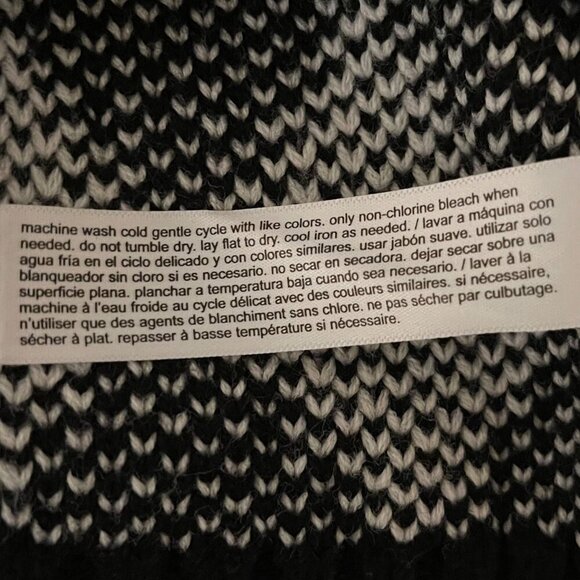 machine wash cold gentle cycle with like colors. only non-chlorine bleach when
needed. do not tumble dry. lay flat to dry. cool iron as needed. / lavar a máquina con
agua fría en el ciclo delicado y con colores similares. usar jabón suave. utilizar solo
blanqueador sin cloro si es necesario. no secar en secadora. dejar secar sobre una
superficie plana. planchar a temperatura baja cuando sea necesario. / laver à la
machine à l'eau froide au cycle délicat avec des couleurs similaires. si nécessaire,
n'utiliser que des agents de blanchiment sans chlore. ne pas sécher par culbutage.
sécher à plat. repasser à basse température si nécessaire.